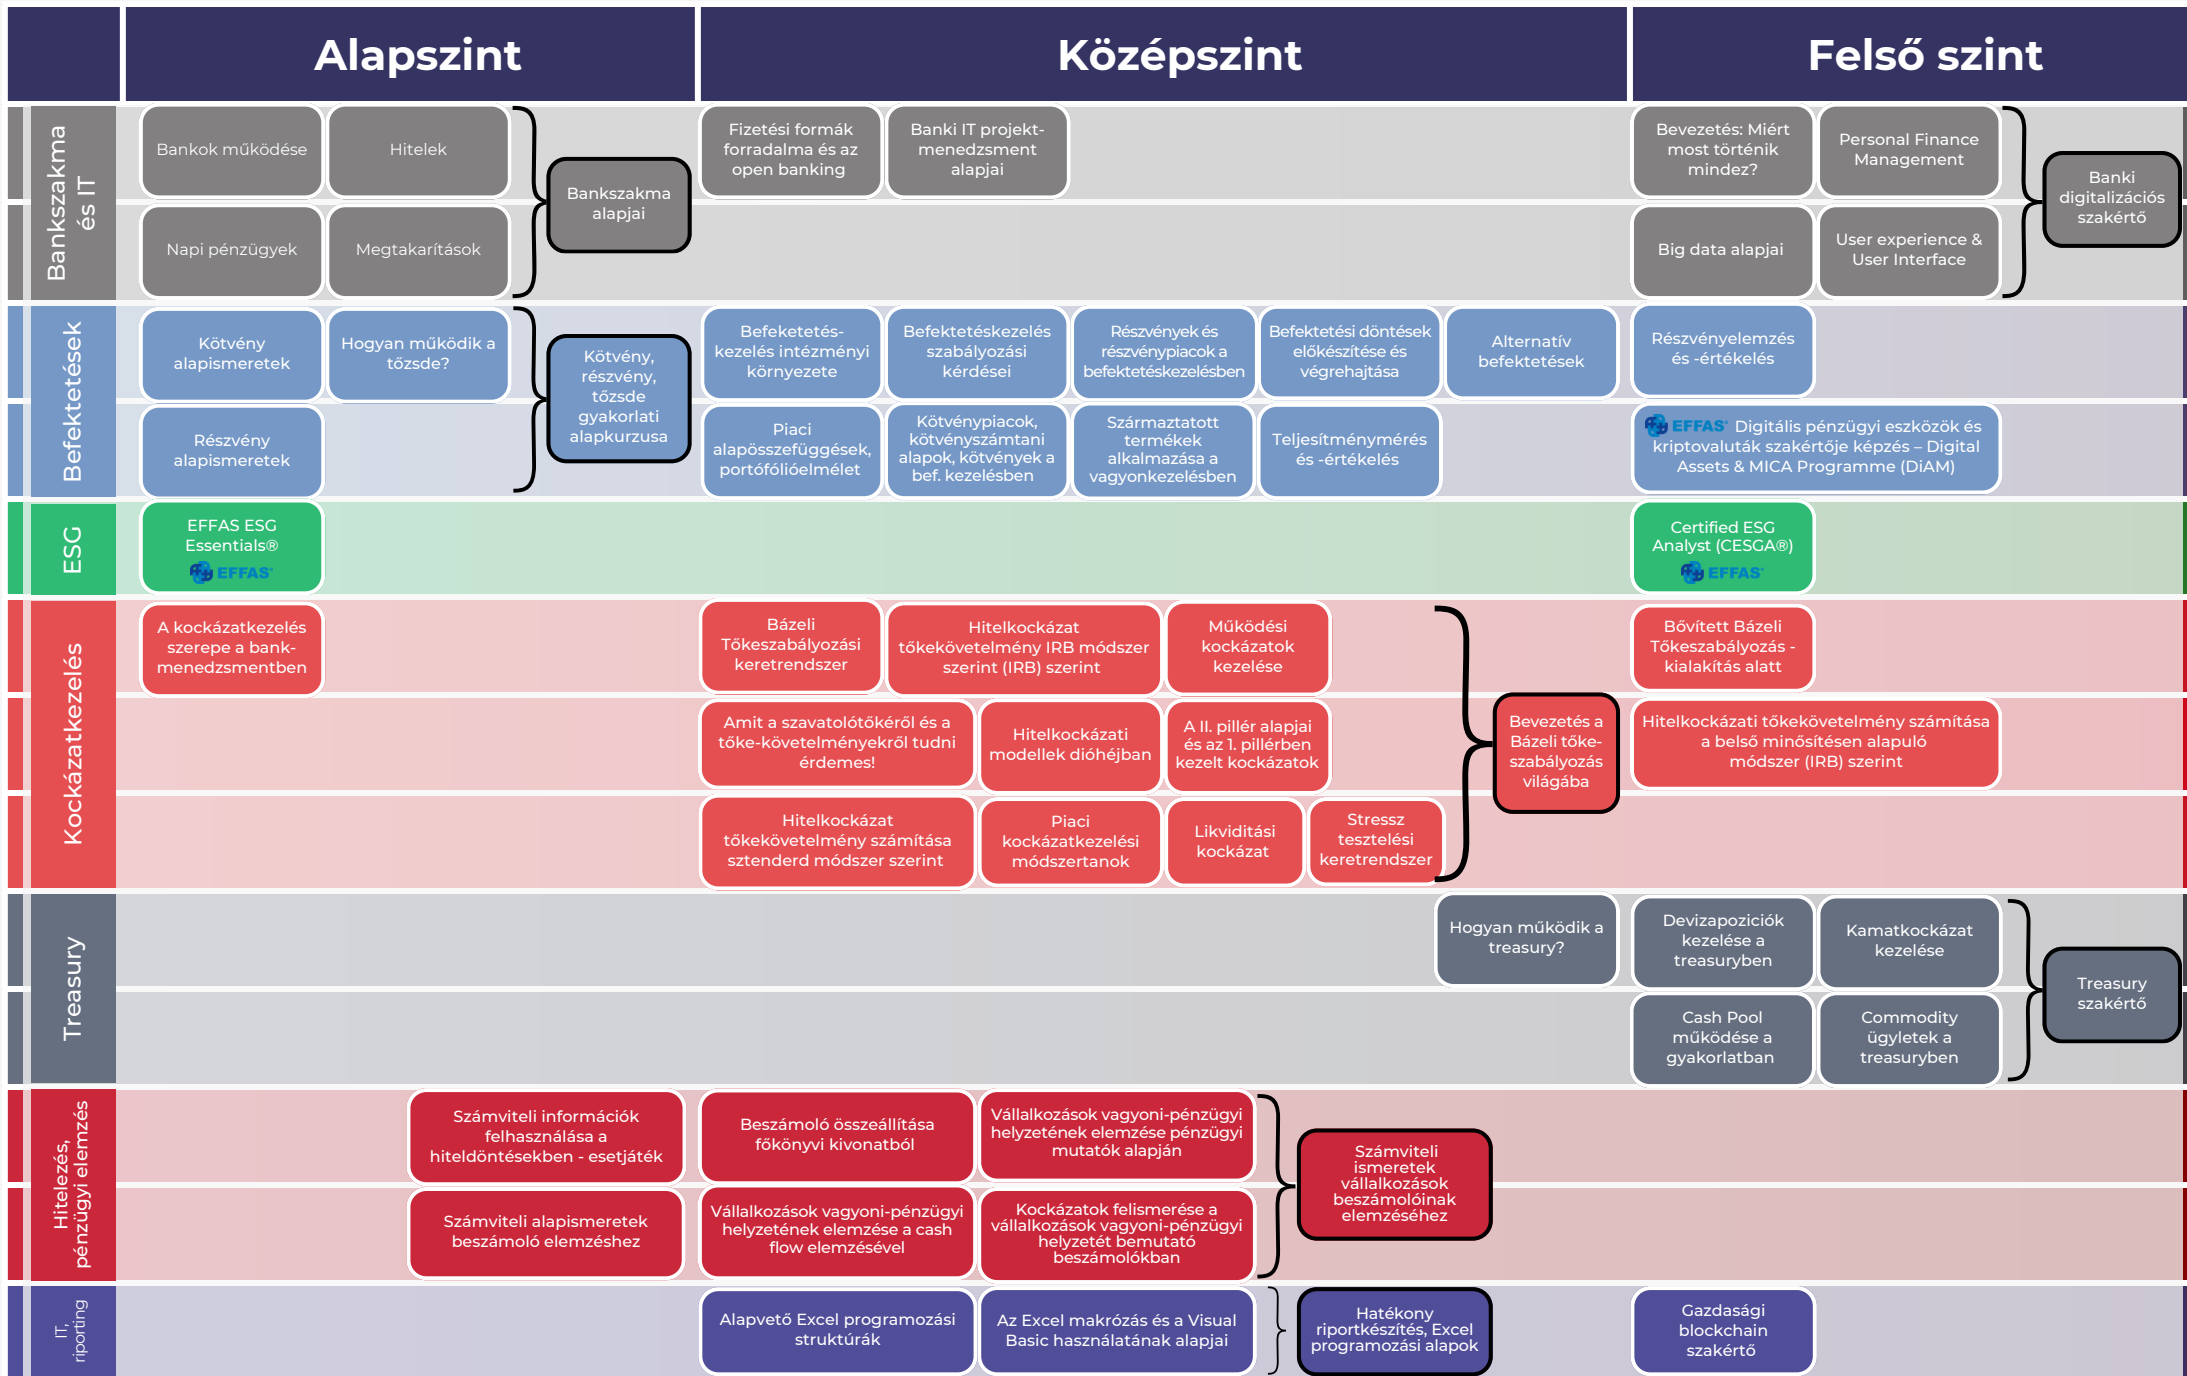 Alapszint
Középszint
Felső szint
Bankszakma
és IT
Bankok működése
Hitelek
Napi pénzügyek
Megtakarítások
Bankszakma
alapjai
Fizetési formák
forradalma és az
open banking
Banki IT projekt-
menedzsment
alapjai
Bevezetés: Miért
most történik
mindez?
Personal Finance
Management
Big data alapjai
User experience &
User Interface
Banki
digitalizációs
szakértő
Befektetések
Kötvény
alapismeretek
Hogyan működik a
tőzsde?
Részvény
alapismeretek
Kötvény,
részvény,
tőzsde
gyakorlati
alapkurzusa
Befeketetés-
kezelés intézményi
környezete
Befektetéskezelés
szabályozási
kérdései
Részvények és
részvénypiacok a
befektetéskezelésben
Befektetési döntések
előkészítése és
végrehajtása
Alternatív
befektetések
Piaci
alapösszefüggések,
portófólióelmélet
Kötvénypiacok,
kötvényszámtani
alapok, kötvények a
bef. kezelésben
Származtatott
termékek
alkalmazása a
vagyonkezelésben
Teljesítménymérés
és -értékelés
Részvényelemzés
és -értékelés
EFFAS® Digitális pénzügyi eszközök és
kriptovaluták szakértője képzés – Digital
Assets & MICA Programme (DiAM)
ESG
EFFAS ESG
Essentials®
EFFAS®
Certified ESG
Analyst (CESGA®)
EFFAS®
Kockázatkezelés
A kockázatkezelés
szerepe a bank-
menedzsmentben
Bázeli
Tőkeszabályozási
keretrendszer
Hitelkockázat
tőkekövetelmény IRB módszer
szerint (IRB) szerint
Működési
kockázatok
kezelése
Amit a szavatolótőkéről és a
tőke-követelményekről tudni
érdemes!
Hitelkockázati
modellek dióhéjban
A II. pillér alapjai
és az 1. pillérben
kezelt kockázatok
Hitelkockázat
tőkekövetelmény számítása
sztenderd módszer szerint
Piaci
kockázatkezelési
módszertanok
Likviditási
kockázat
Stressz
tesztelési
keretrendszer
Bevezetés a
Bázeli tőke-
szabályozás
világába
Bővített Bázeli
Tőkeszabályozás -
kialakítás alatt
Hitelkockázati tőkekövetelmény számítása
a belső minősítésen alapuló
módszer (IRB) szerint
Treasury
Hogyan működik a
treasury?
Devizapoziciók
kezelése a
treasuryben
Kamatkockázat
kezelése
Cash Pool
működése a
gyakorlatban
Commodity
ügyletek a
treasuryben
Treasury
szakértő
Hitelezés,
pénzügyi elemzés
Számviteli információk
felhasználása a
hiteldöntésekben - esetjáték
Számviteli alapismeretek
beszámoló elemzéshez
Beszámoló összeállítása
főkönyvi kivonatból
Vállalkozások vagyoni-pénzügyi
helyzetének elemzése pénzügyi
mutatók alapján
Vállalkozások vagyoni-pénzügyi
helyzetének elemzése a cash
flow elemzésével
Kockázatok felismerése a
vállalkozások vagyoni-pénzügyi
helyzetét bemutató
beszámolókban
Számviteli
ismeretek
vállalkozások
beszámolóinak
elemzéséhez
IT,
riporting
Alapvető Excel programozási
struktúrák
Az Excel makrózás és a Visual
Basic használatának alapjai
Hatékony
riportkészítés, Excel
programozási alapok
Gazdasági
blockchain
szakértő